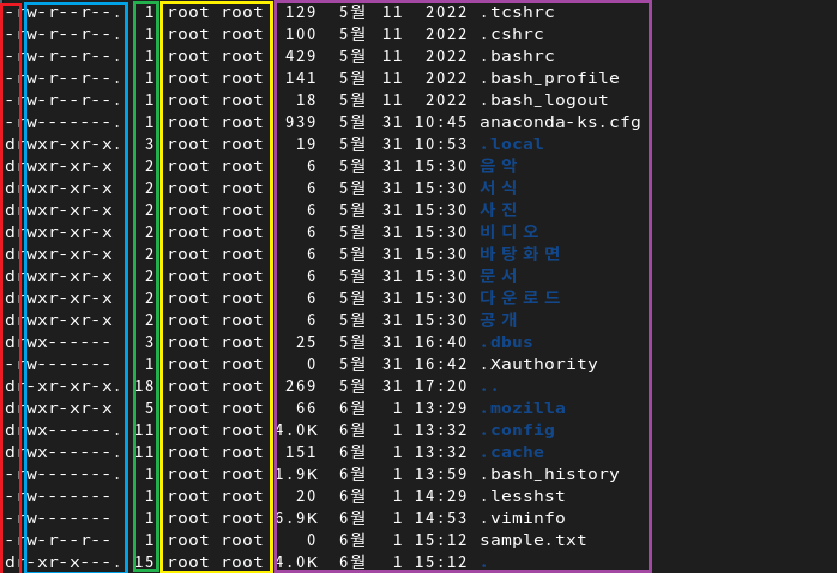 -rw-r--r--. 1 root root 129 5월 11 2022 .tcshrc
-rw-r--r--. 1 root root 100 5월 11 2022 .cshrc
-rw-r--r--. 1 root root 429 5월 11 2022 .bashrc
-rw-r--r--. 1 root root 141 5월 11 2022 .bash_profile
-rw-r--r--. 1 root root 18 5월 11 2022 .bash_logout
-rw-------. 1 root root 939 5월 31 10:45 anaconda-ks.cfg
drwxr-xr-x. 3 root root 19 5월 31 10:53 .local
drwxr-xr-x 2 root root 6 5월 31 15:30 음악
drwxr-xr-x 2 root root 6 5월 31 15:30 서식
drwxr-xr-x 2 root root 6 5월 31 15:30 사진
drwxr-xr-x 2 root root 6 5월 31 15:30 비디오
drwxr-xr-x 2 root root 6 5월 31 15:30 바탕화면
drwxr-xr-x 2 root root 6 5월 31 15:30 문서
drwxr-xr-x 2 root root 6 5월 31 15:30 다운로드
drwxr-xr-x 2 root root 6 5월 31 15:30 공개
drwx------ 3 root root 25 5월 31 16:40 .dbus
-rw------- 1 root root 0 5월 31 16:42 .Xauthority
dr-xr-xr-x. 18 root root 269 5월 31 17:20 ..
drwxr-xr-x 5 root root 66 6월 1 13:29 .mozilla
drwx------. 11 root root 4.0K 6월 1 13:32 .config
drwx------. 11 root root 151 6월 1 13:32 .cache
-rw-------. 1 root root 1.9K 6월 1 13:59 .bash_history
-rw------- 1 root root 20 6월 1 14:29 .lesshst
-rw------- 1 root root 6.9K 6월 1 14:53 .viminfo
-rw-r--r-- 1 root root 0 6월 1 15:12 sample.txt
dr-xr-x---. 15 root root 4.0K 6월 1 15:12 .